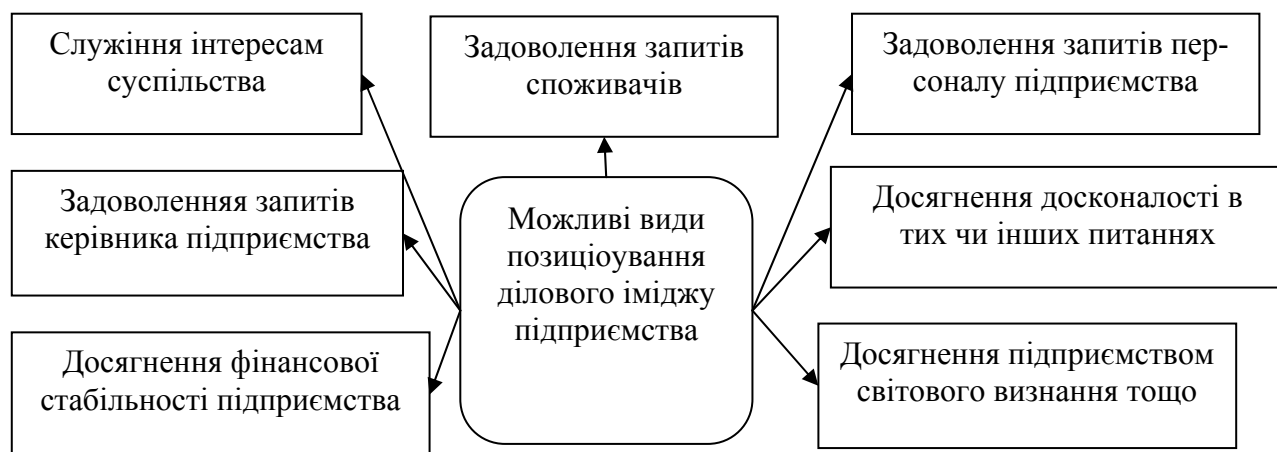 Служіння інтересам
суспільства
Задоволення запитів
споживачів
Задоволення запитів пер-
соналу підприємства
Задоволенняя запитів
керівника підприємства
Можливі види
позиціоування
ділового іміджу
підприємства
Досягнення досконалості в
тих чи інших питаннях
Досягнення фінансової
стабільності підприємства
Досягнення підприємством
світового визнання тощо